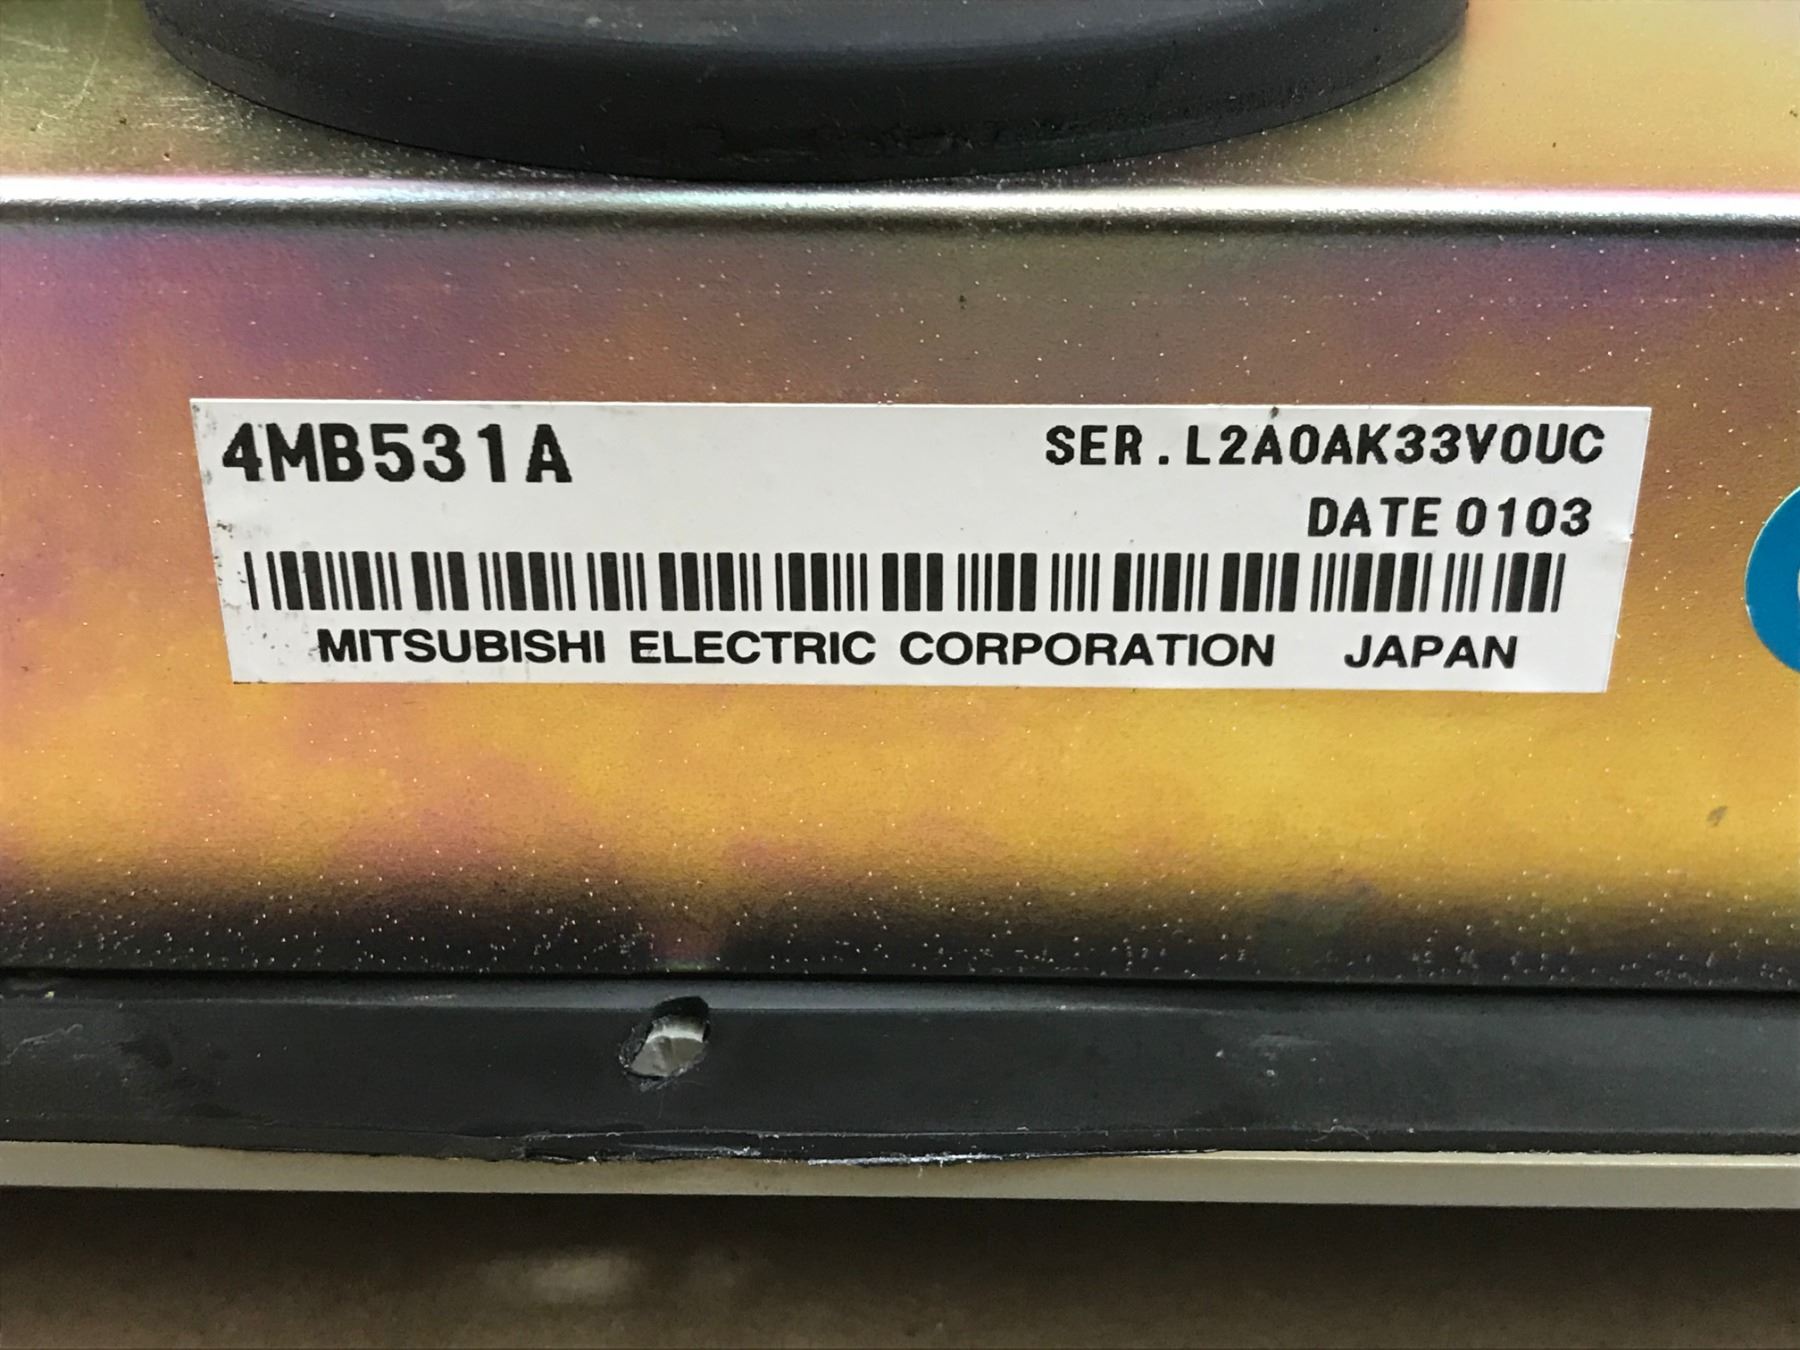 4MB531A
SER.L2A0AK33V0UC
DATE 0103
MITSUBISHI ELECTRIC CORPORATION JAPAN